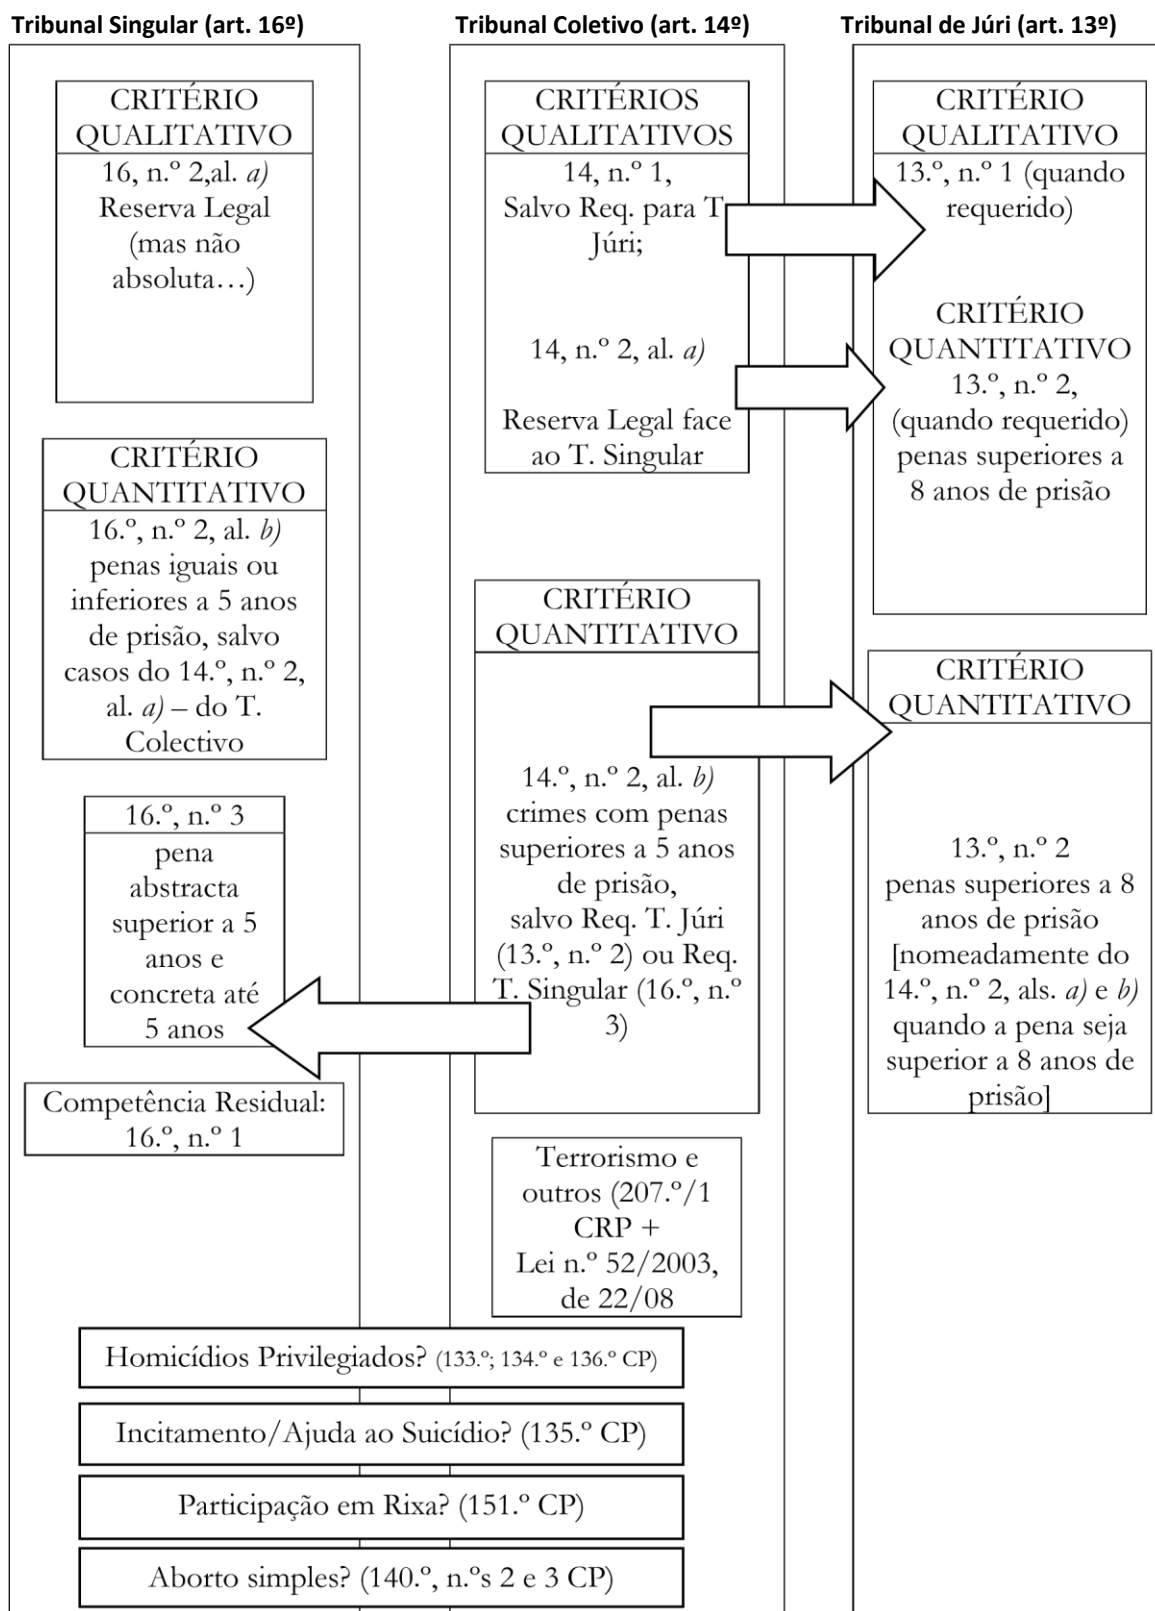 Tribunal Singular (art. 16º)
CRITÉRIO
QUALITATIVO
16, n.º 2,al. a)
Reserva Legal
(mas não
absoluta…)
CRITÉRIO
QUANTITATIVO
16.º, n.º 2, al. b)
penas iguais ou
inferiores a 5 anos
de prisão, salvo
casos do 14.º, n.º 2,
al. a) – do T.
Colectivo
16.º, n.º 3
pena
abstracta
superior a 5
anos e
concreta até
5 anos
Competência Residual:
16.º, n.º 1
Tribunal Coletivo (art. 14º)
CRITÉRIOS
QUALITATIVOS
14, n.º 1,
Salvo Req. para T.
Júri;
14, n.º 2, al. a)
Reserva Legal face
ao T. Singular
CRITÉRIO
QUANTITATIVO
14.º, n.º 2, al. b)
crimes com penas
superiores a 5 anos
de prisão,
salvo Req. T. Júri
(13.º, n.º 2) ou Req.
T. Singular (16.º, n.º
3)
Terrorismo e
outros (207.º/1
CRP +
Lei n.º 52/2003,
de 22/08
Tribunal de Júri (art. 13º)
CRITÉRIO
QUALITATIVO
13.º, n.º 1 (quando
requerido)
CRITÉRIO
QUANTITATIVO
13.º, n.º 2,
(quando requerido)
penas superiores a
8 anos de prisão
CRITÉRIO
QUANTITATIVO
13.º, n.º 2
penas superiores a 8
anos de prisão
[nomeadamente do
14.º, n.º 2, als. a) e b)
quando a pena seja
superior a 8 anos de
prisão]
Homicídios Privilegiados? (133.º; 134.º e 136.º CP)
Incitamento/Ajuda ao Suicídio? (135.º CP)
Participação em Rixa? (151.º CP)
Aborto simples? (140.º, n.ºs 2 e 3 CP)